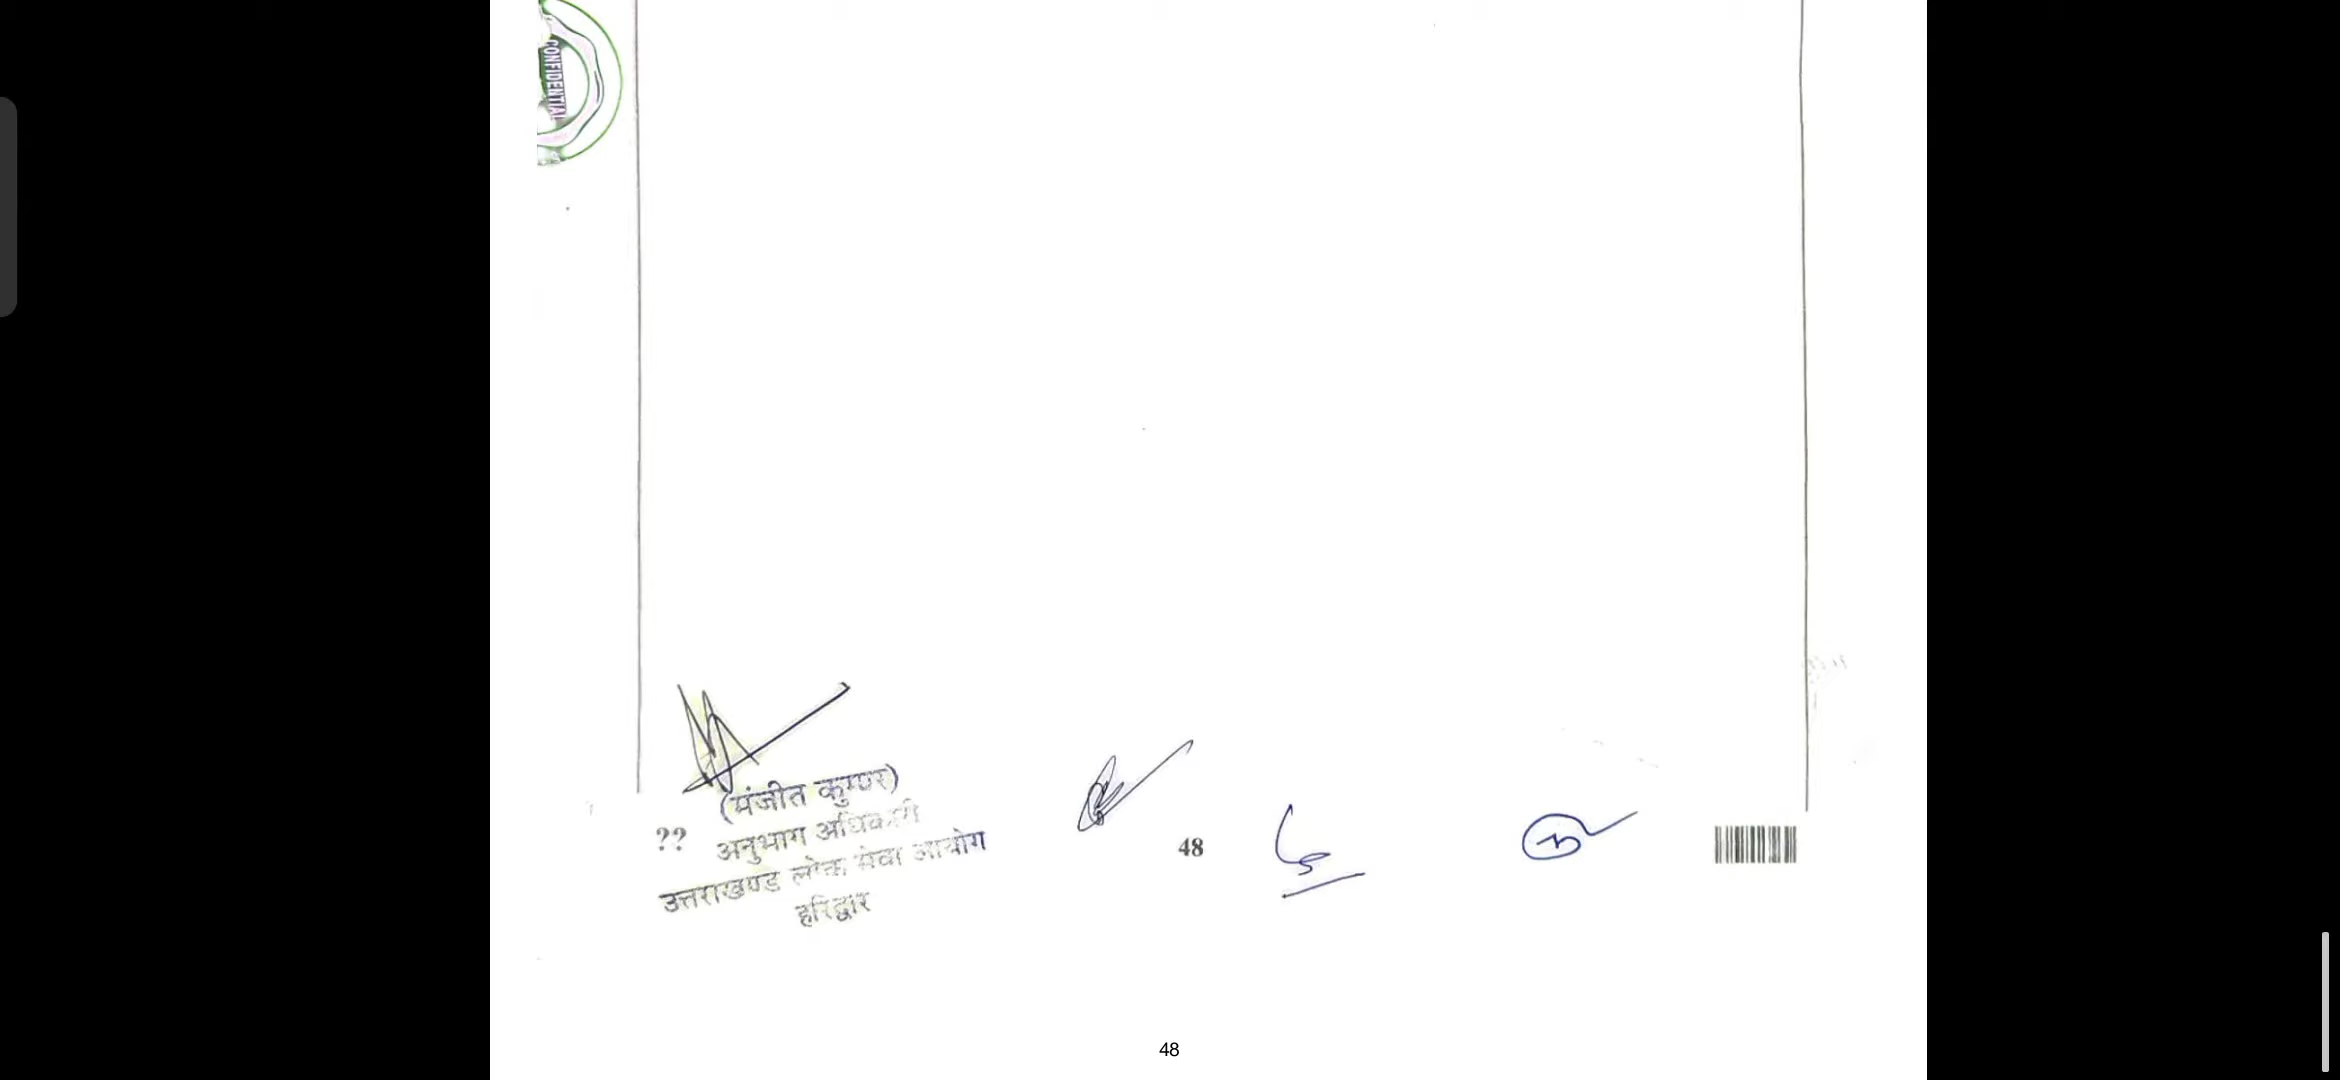 CONFIDENTIAL
(मंजीत कुमार)
?? अनुभाग अधिकारी
48
उत्तराखण्ड लोक सेवा आयोग
हरिद्वार
48